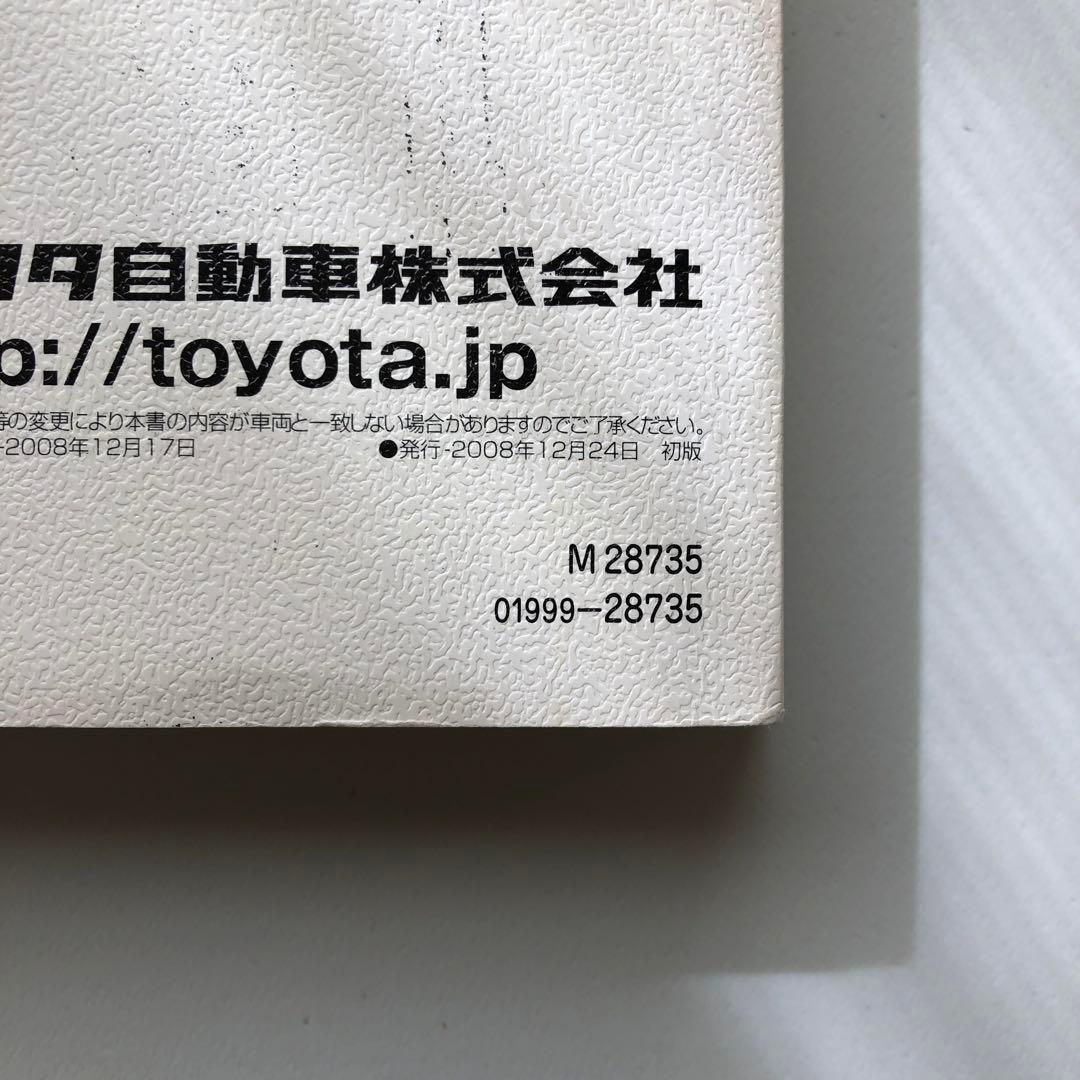 ヨタ自動車株式会社
p://toyota.jp
等の変更により本書の内容が車両と一致しない場合がありますのでご了承ください。
-2008年12月17日 ●発行-2008年12月24日 初版
M 28735
01999-28735